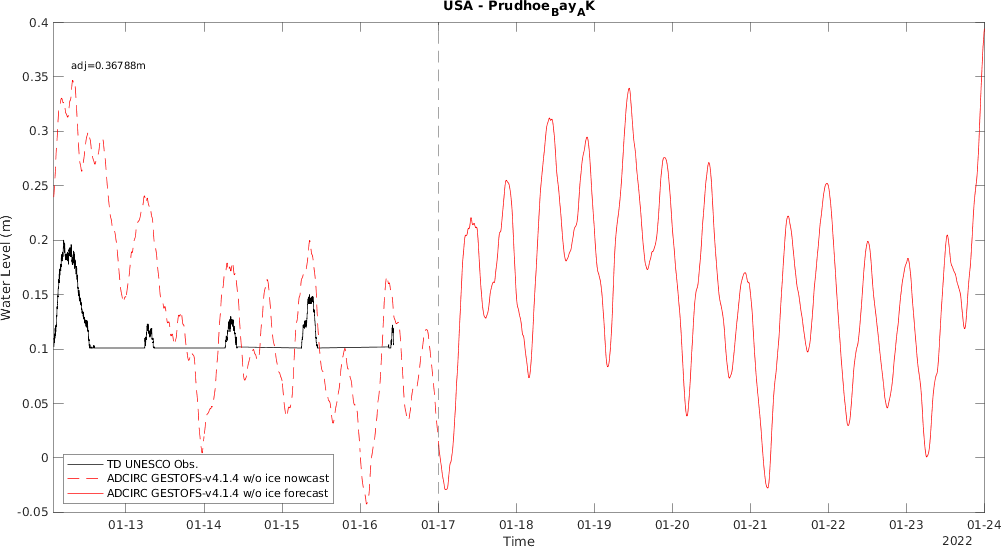 USA - PrudhoeBayAK
adj=0.36788m
0.4
0.35
0.3
0.25
0.2
0.15
0.1
0.05
0
-0.05
Water Level (m)
TD UNESCO Obs.
ADCIRC GESTOFS-v4.1.4 w/o ice nowcast
ADCIRC GESTOFS-v4.1.4 w/o ice forecast
01-13 01-14 01-15 01-16 01-17 01-18 01-19 01-20 01-21 01-22 01-23 01-24
Time
2022